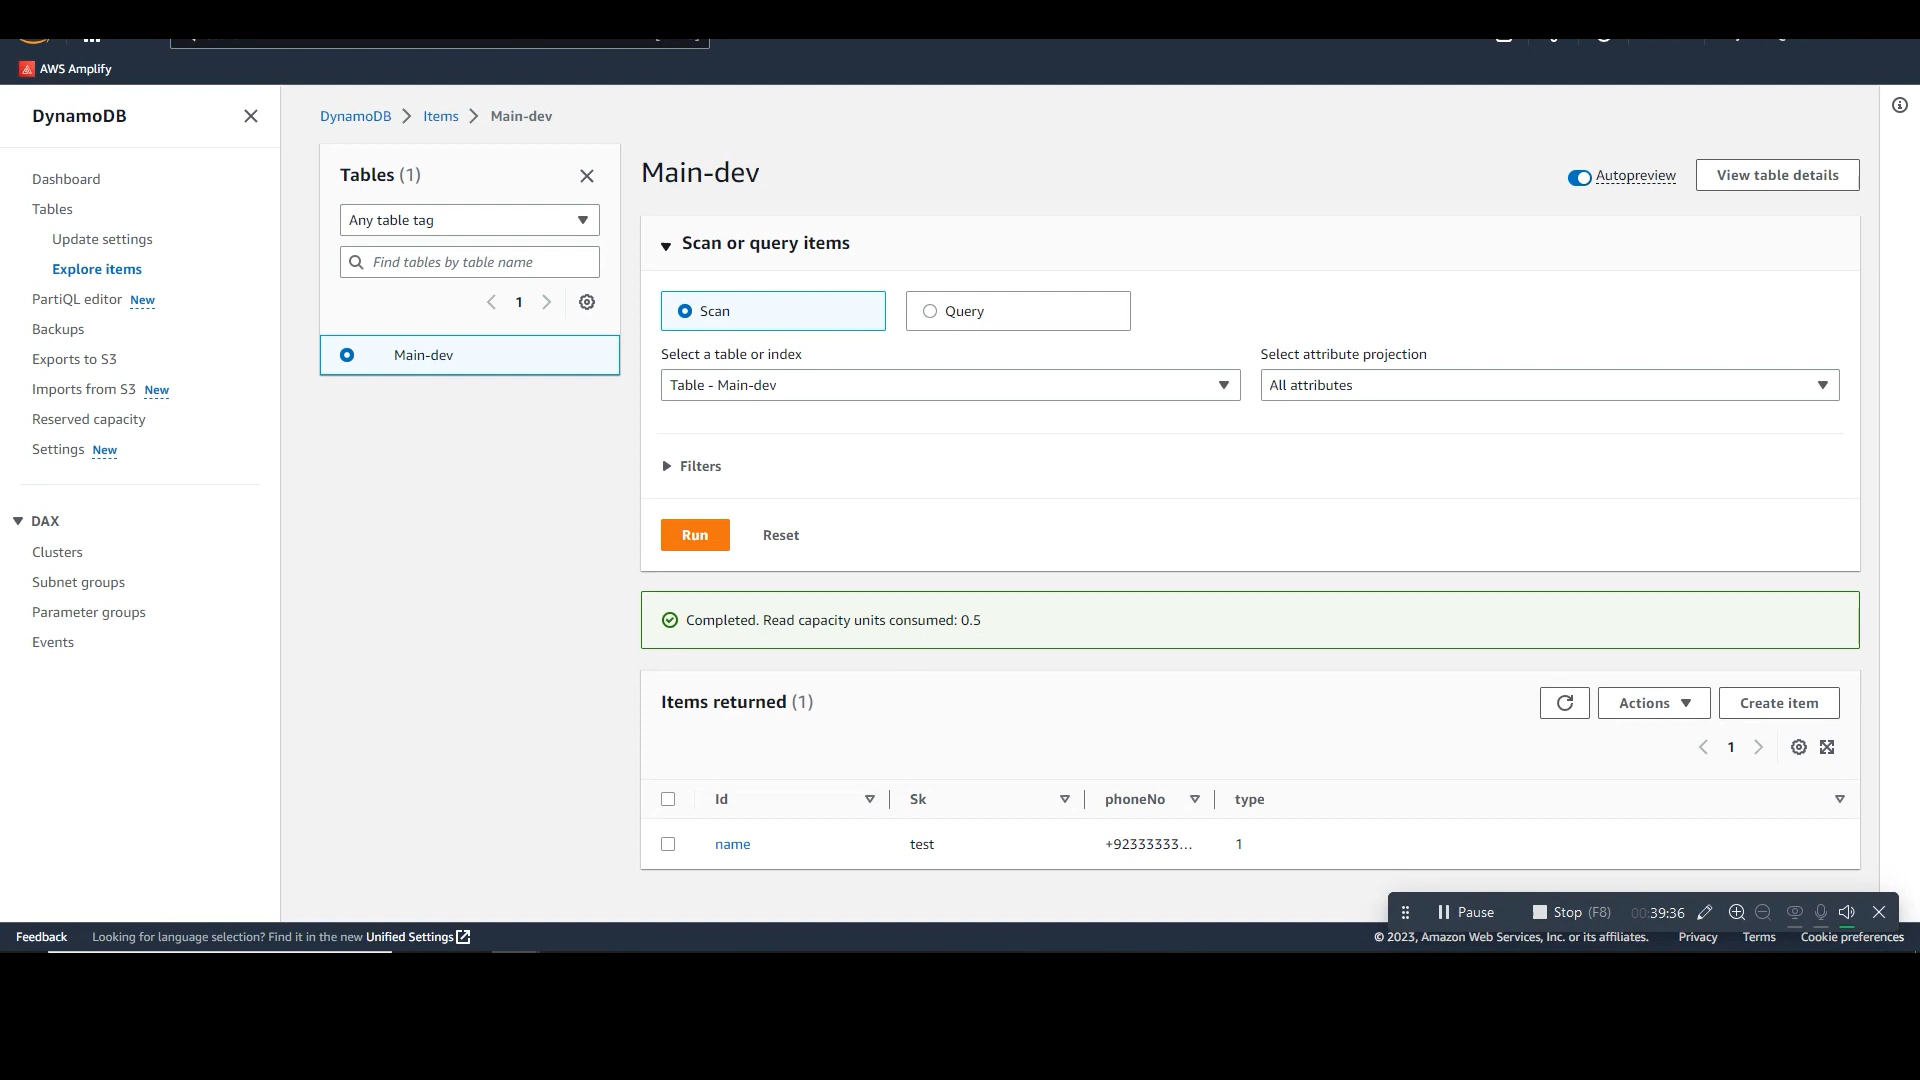 AWS Amplify
DynamoDB
Dashboard
Tables
Update settings
Explore items
PartiQL editor New
Backups
Exports to S3
Imports from S3 New
Reserved capacity
Settings New
DAX
Clusters
Subnet groups
Parameter groups
Events
DynamoDB Items Main-dev
Tables (1)
Any table tag
Find tables by table name
1
Main-dev
Main-dev
Autopreview
View table details
Scan or query items
Scan
Query
Select a table or index
Table - Main-dev
Select attribute projection
All attributes
Filters
Run
Reset
Completed. Read capacity units consumed: 0.5
Items returned (1)
Actions
Create item
1
Id Sk phoneNo type
name test +92333333... 1
Pause Stop (F8) 00:39:36
Feedback Looking for language selection? Find it in the new Unified Settings
© 2023, Amazon Web Services, Inc. or its affiliates. Privacy Terms Cookie preferences